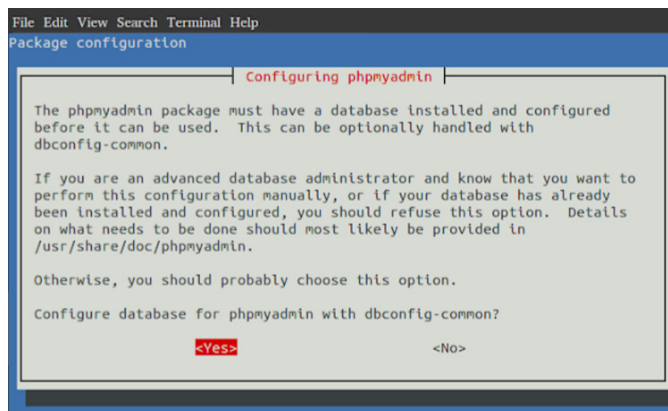 File Edit View Search Terminal Help
Package configuration
Configuring phpmyadmin
The phpmyadmin package must have a database installed and configured
before it can be used.  This can be optionally handled with
dbconfig-common.
If you are an advanced database administrator and know that you want to
perform this configuration manually, or if your database has already
been installed and configured, you should refuse this option.  Details
on what needs to be done should most likely be provided in
/usr/share/doc/phpmyadmin.
Otherwise, you should probably choose this option.
Configure database for phpmyadmin with dbconfig-common?
<Yes> <No>